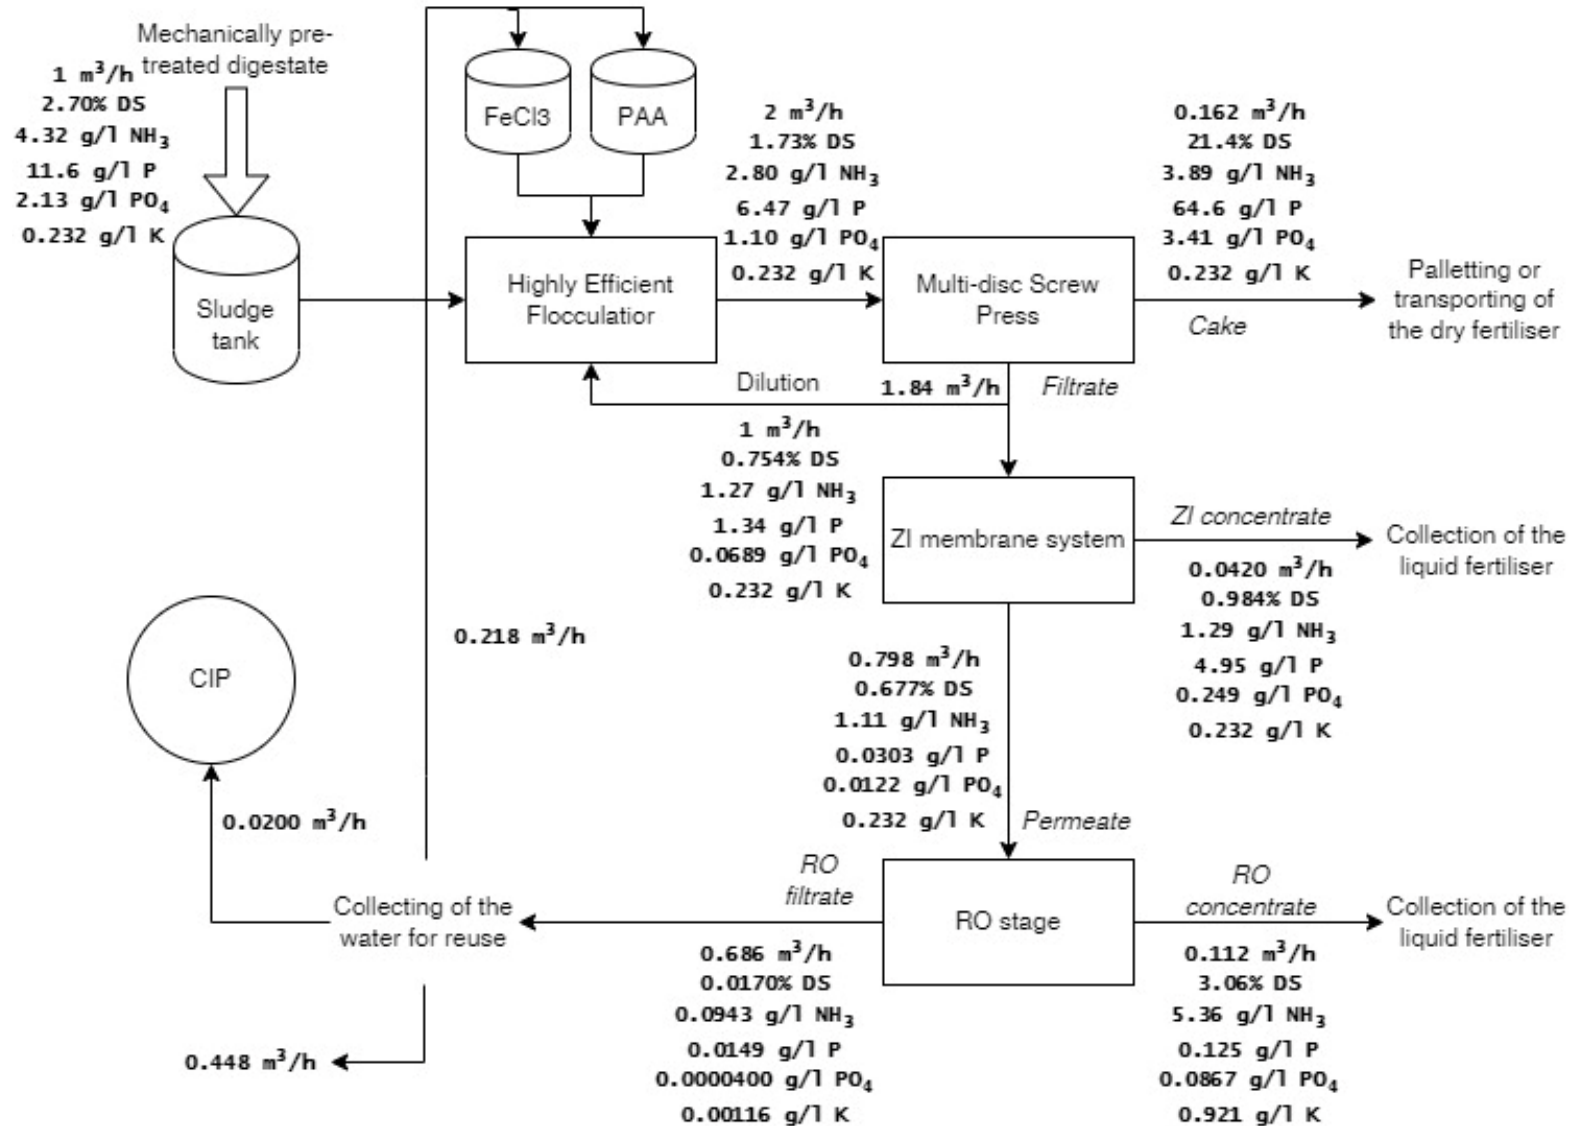 Mechanically pre-
treated digestate
1 m³/h
2.70% DS
4.32 g/l NH₃
11.6 g/l P
2.13 g/l PO₄
0.232 g/l K
Sludge
tank
FeCl3
PAA
Highly Efficient
Flocculatior
2 m³/h
1.73% DS
2.80 g/l NH₃
6.47 g/l P
1.10 g/l PO₄
0.232 g/l K
Multi-disc Screw
Press
0.162 m³/h
21.4% DS
3.89 g/l NH₃
64.6 g/l P
3.41 g/l PO₄
0.232 g/l K
Cake
Palletting or
transporting of
the dry fertiliser
Dilution
1.84 m³/h
Filtrate
1 m³/h
0.754% DS
1.27 g/l NH₃
1.34 g/l P
0.0689 g/l PO₄
0.232 g/l K
ZI membrane system
ZI concentrate
Collection of the
liquid fertiliser
0.0420 m³/h
0.984% DS
1.29 g/l NH₃
4.95 g/l P
0.249 g/l PO₄
0.232 g/l K
0.218 m³/h
0.798 m³/h
0.677% DS
1.11 g/l NH₃
0.0303 g/l P
0.0122 g/l PO₄
0.232 g/l K
Permeate
CIP
0.0200 m³/h
Collecting of the
water for reuse
RO
filtrate
RO stage
RO
concentrate
Collection of the
liquid fertiliser
0.686 m³/h
0.0170% DS
0.0943 g/l NH₃
0.0149 g/l P
0.0000400 g/l PO₄
0.00116 g/l K
0.112 m³/h
3.06% DS
5.36 g/l NH₃
0.125 g/l P
0.0867 g/l PO₄
0.921 g/l K
0.448 m³/h